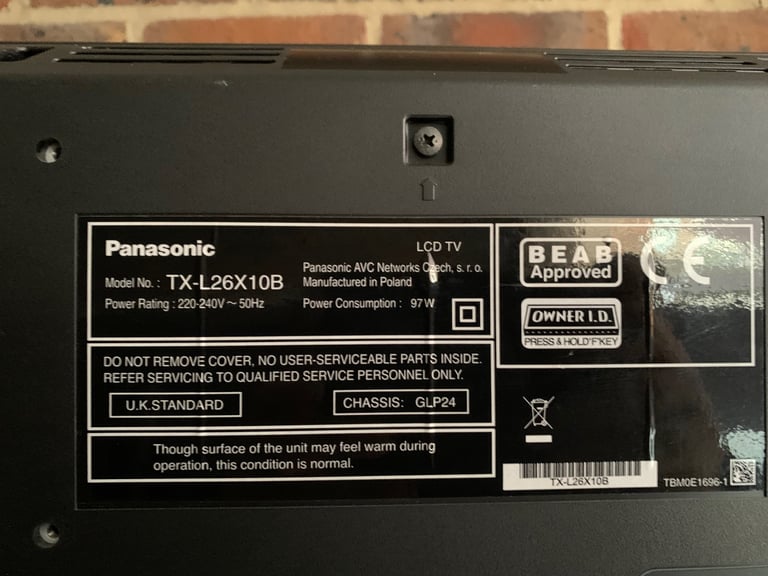 Panasonic
LCD TV
Model No. : TX-L26X10B
Power Rating : 220-240V ~ 50Hz
Panasonic AVC Networks Czech, s. r. o.
Manufactured in Poland
Power Consumption : 97 W
DO NOT REMOVE COVER, NO USER-SERVICEABLE PARTS INSIDE.
REFER SERVICING TO QUALIFIED SERVICE PERSONNEL ONLY.
U.K.STANDARD
CHASSIS: GLP24
Though surface of the unit may feel warm during
operation, this condition is normal.
BEAB
Approved
CE
OWNER I.D.
PRESS & HOLD"F"KEY
TX-L26X10B
TBM0E1696-1